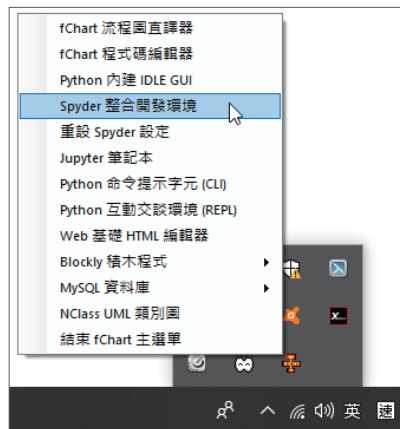 fChart 流程圖直譯器
fChart 程式碼編輯器
Python 內建 IDLE GUI
Spyder 整合開發環境
重設 Spyder 設定
Jupyter 筆記本
Python 命令提示字元 (CLI)
Python 互動交談環境 (REPL)
Web 基礎 HTML 編輯器
Blockly 積木程式
MySQL 資料庫
NClass UML 類別圖
結束 fChart 主選單
英 速